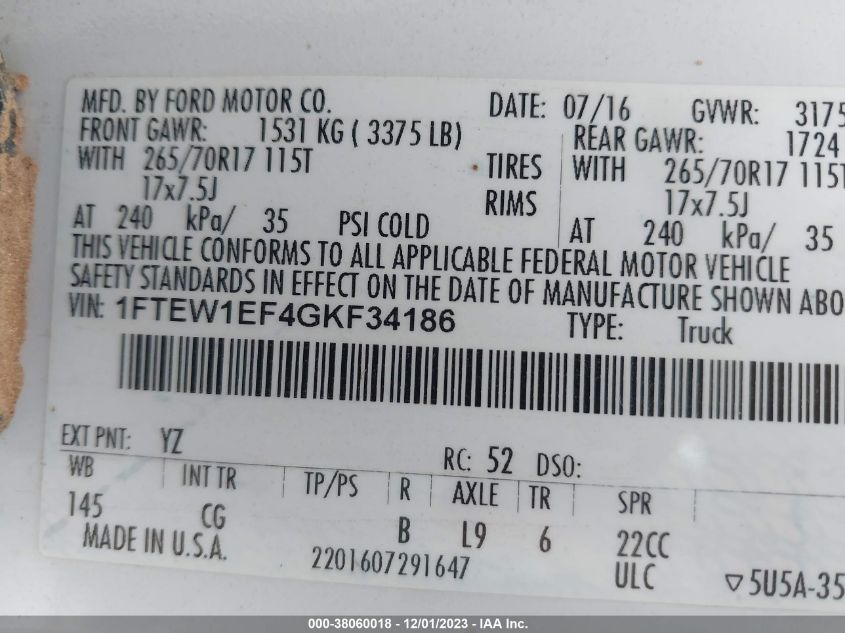 MFD. BY FORD MOTOR CO. DATE: 07/16 GVWR: 3175
FRONT GAWR: 1531 KG ( 3375 LB) REAR GAWR: 1724
WITH 265/70R17 115T TIRES WITH 265/70R17 115T
17x7.5J RIMS 17x7.5J
AT 240 kPa/ 35 PSI COLD AT 240 kPa/ 35
THIS VEHICLE CONFORMS TO ALL APPLICABLE FEDERAL MOTOR VEHICLE
SAFETY STANDARDS IN EFFECT ON THE DATE OF MANUFACTURE SHOWN ABO
VIN: 1FTEW1EF4GKF34186 TYPE: Truck
EXT PNT: YZ RC: 52 DSO:
WB INT TR TP/PS R AXLE TR SPR
145 CG B L9 6 22CC
MADE IN U.S.A. 2201607291647 ULC ▽5U5A-35
000-38060018 - 12/01/2023 - IAA Inc.